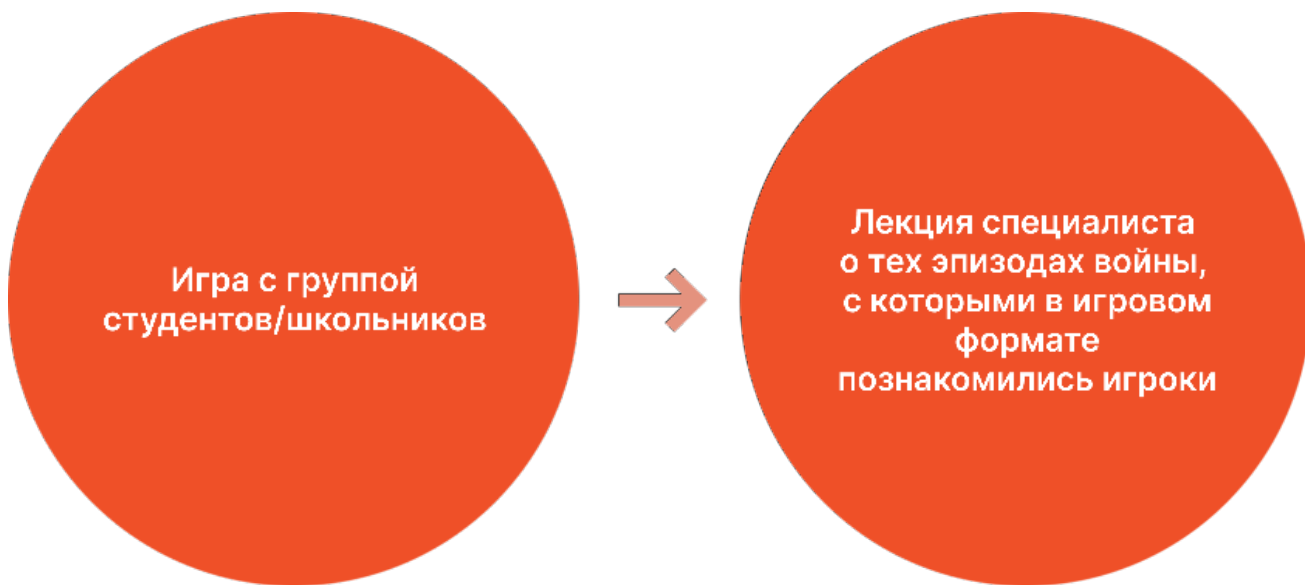 Игра с группой
студентов/школьников
Лекция специалиста
о тех эпизодах войны,
с которыми в игровом
формате
познакомились игроки